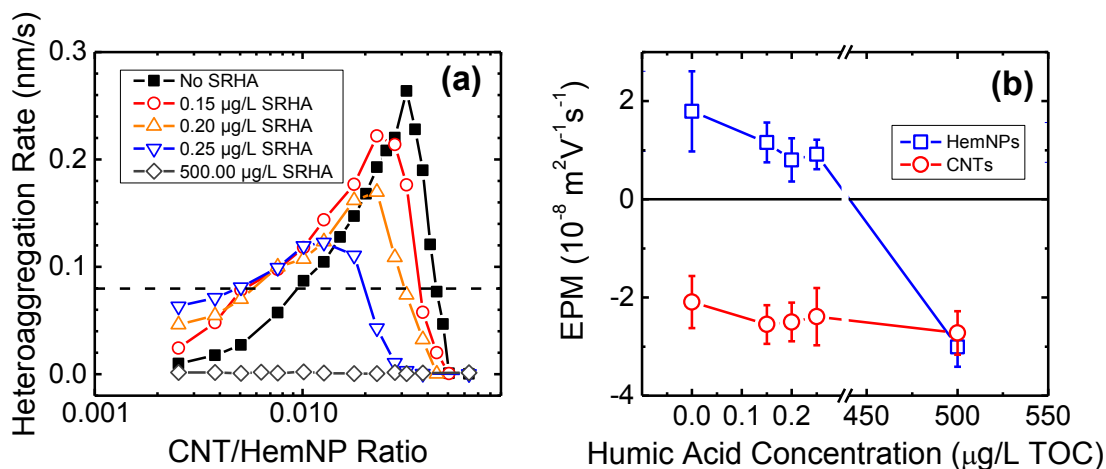 (a)
Heteroaggregation Rate (nm/s)
0.3
0.2
0.1
0.0
No SRHA
0.15 µg/L SRHA
0.20 µg/L SRHA
0.25 µg/L SRHA
500.00 µg/L SRHA
0.001
0.010
CNT/HemNP Ratio
(b)
EPM (10⁻⁸ m²V⁻¹s⁻¹)
2
0
-2
-4
HemNPs
CNTs
0.0 0.1 0.2 450 500 550
Humic Acid Concentration (μg/L TOC)